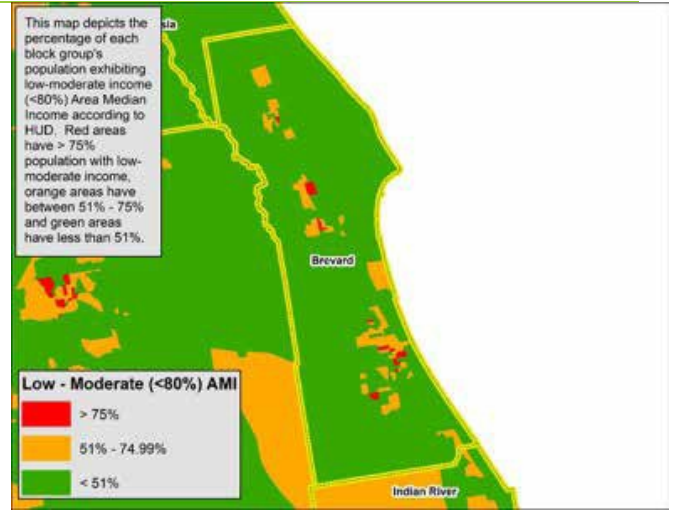 This map depicts the
percentage of each
block group's
population exhibiting
low-moderate income
(<80%) Area Median
Income according to
HUD. Red areas
have > 75%
population with low-
moderate income,
orange areas have
between 51% - 75%
and green areas
have less than 51%.
sia
Brevard
Low - Moderate (<80%) AMI
> 75%
51% - 74.99%
< 51%
Indian River